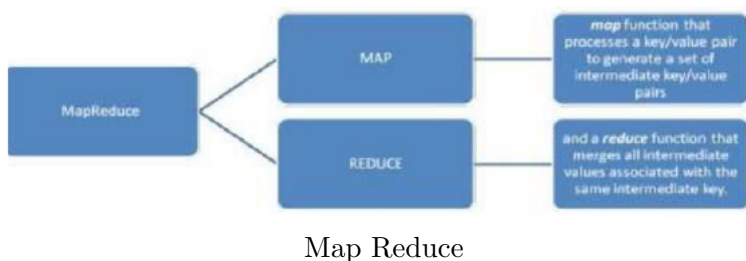 MapReduce
MAP
map function that
processes a key/value pair
to generate a set of
intermediate key/value
pairs
REDUCE
and a reduce function that
merges all intermediate
values associated with the
same intermediate key.
Map Reduce